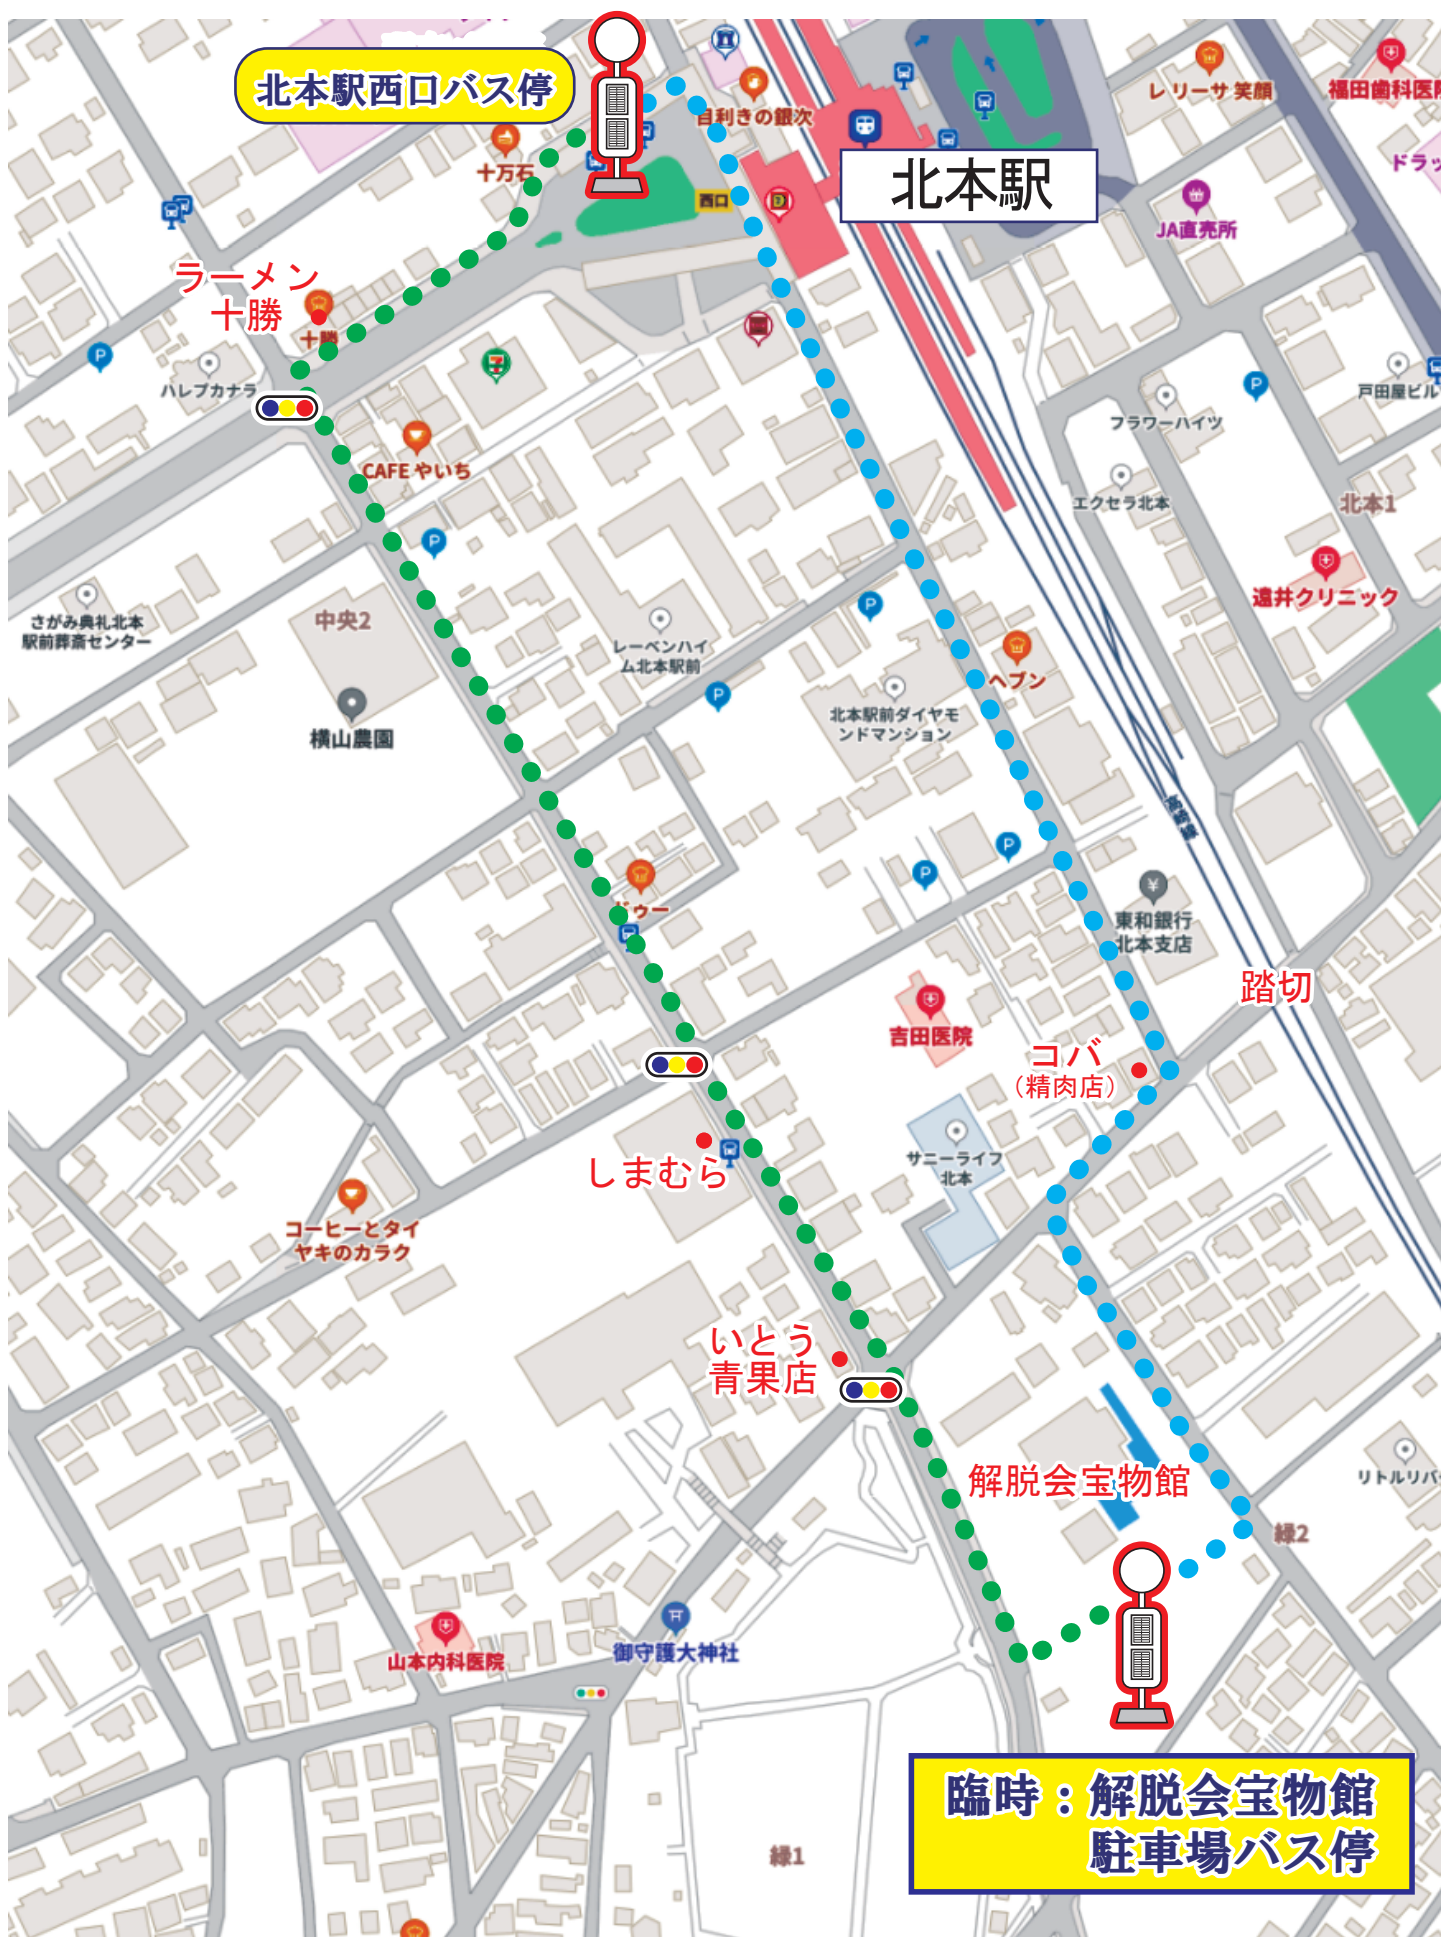 北本駅西口バス停
目利きの銀次
レリーサ 笑顔
福田歯科医院
十万石
西口
北本駅
ドラッ
JA直売所
ラーメン
十勝
十勝
ハレプカナラ
P
P
戸田屋ビル
フラワーハイツ
CAFE やいち
エクセラ北本
北本1
P
遠井クリニック
さがみ典礼北本
駅前葬斎センター
中央2
P
レーベンハイ
ム北本駅前
ヘブン
P
横山農園
北本駅前ダイヤモ
ンドマンション
高崎線
P
P
ドゥー
東和銀行
北本支店
踏切
吉田医院
コバ
（精肉店）
しまむら
サニーライフ
北本
コーヒーとタイ
ヤキのカラク
いとう
青果店
解脱会宝物館
リトルリバ
緑2
山本内科医院
御守護大神社
臨時：解脱会宝物館
駐車場バス停
緑1